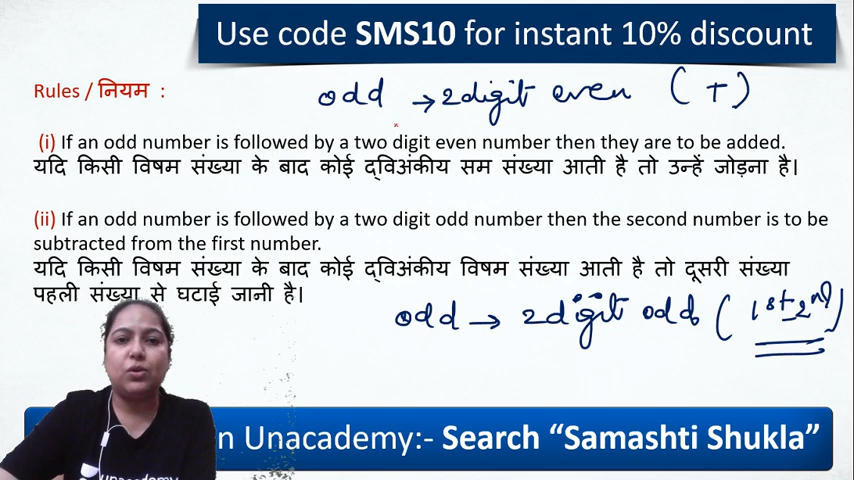 Use code SMS10 for instant 10% discount
Rules / नियम :
odd → 2digit even (+)
(i) If an odd number is followed by a two digit even number then they are to be added.
यदि किसी विषम संख्या के बाद कोई द्विअंकीय सम संख्या आती है तो उन्हें जोड़ना है।
(ii) If an odd number is followed by a two digit odd number then the second number is to be
subtracted from the first number.
यदि किसी विषम संख्या के बाद कोई द्विअंकीय विषम संख्या आती है तो दूसरी संख्या
पहली संख्या से घटाई जानी है।
odd → 2digit odd (1st-2nd)
n Unacademy:- Search “Samashti Shukla”
unacademy